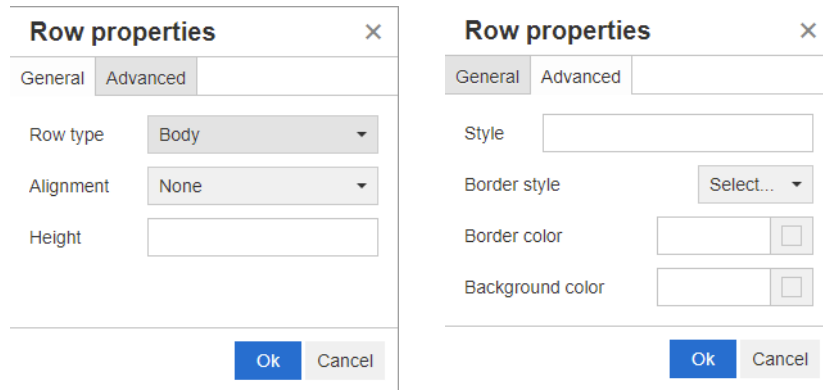 Row properties ×
General Advanced
Row type Body
Alignment None
Height
Ok Cancel
Row properties ×
General Advanced
Style
Border style Select...
Border color
Background color
Ok Cancel